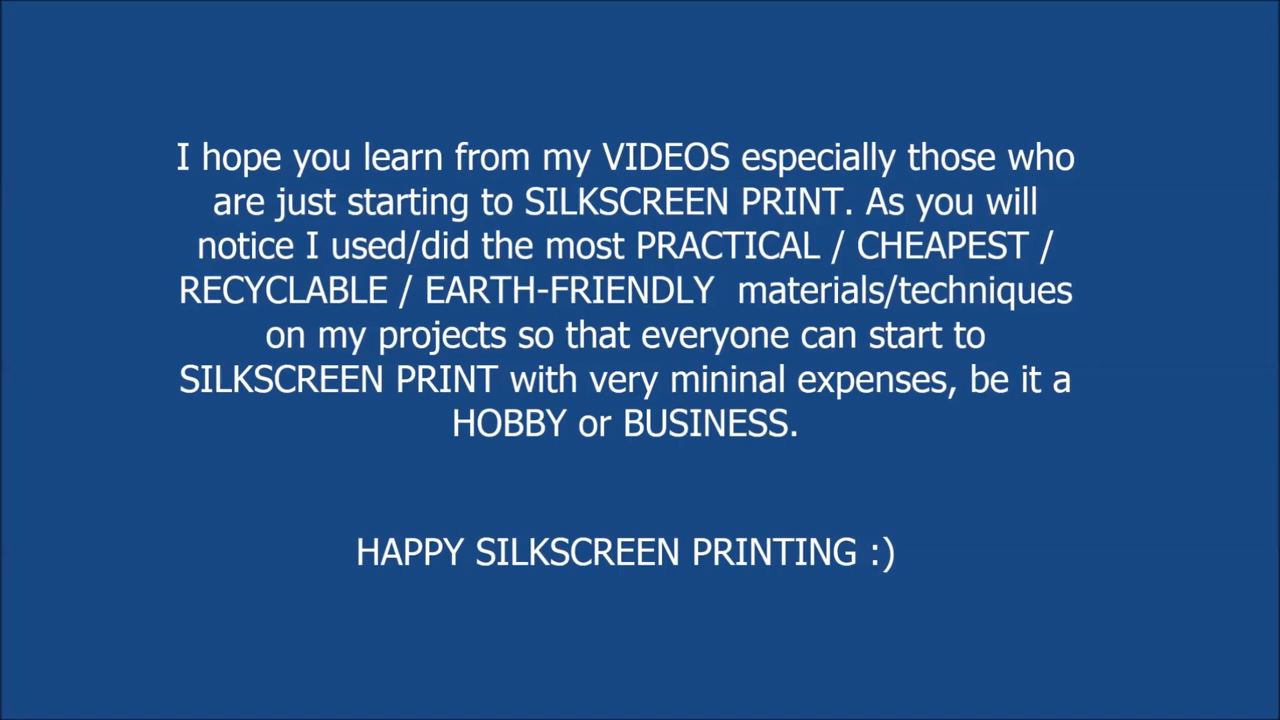 I hope you learn from my VIDEOS especially those who
are just starting to SILKSCREEN PRINT. As you will
notice I used/did the most PRACTICAL / CHEAPEST /
RECYCLABLE / EARTH-FRIENDLY  materials/techniques
on my projects so that everyone can start to
SILKSCREEN PRINT with very mininal expenses, be it a
HOBBY or BUSINESS.
HAPPY SILKSCREEN PRINTING :)